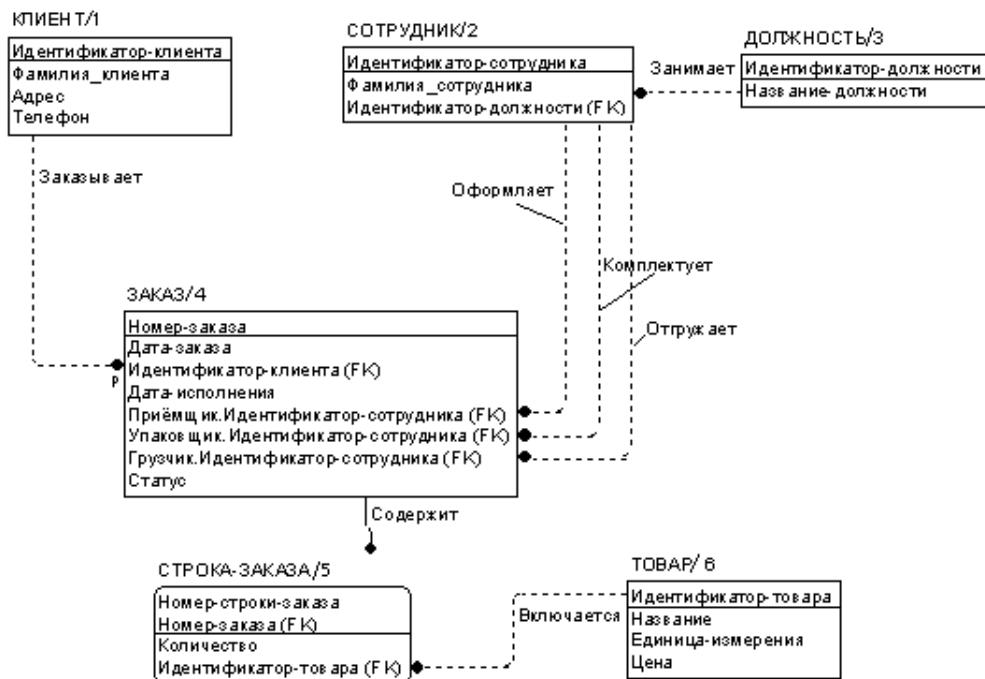 КЛИЕНТ/1
Идентификатор-клиента
Фамилия_клиента
Адрес
Телефон
СОТРУДНИК/2
Идентификатор-сотрудника
Фамилия_сотрудника
Идентификатор-должности (FK)
Занимает
ДОЛЖНОСТЬ/3
Идентификатор-должности
Название-должности
Заказывает
Оформляет
Комплектует
Отгружает
ЗАКАЗ/4
Номер-заказа
Дата-заказа
Идентификатор-клиента (FK)
Дата-исполнения
Приёмщик.Идентификатор-сотрудника (FK)
Упаковщик.Идентификатор-сотрудника (FK)
Грузчик.Идентификатор-сотрудника (FK)
Статус
P
Содержит
СТРОКА-ЗАКАЗА/5
Номер-строки-заказа
Номер-заказа (FK)
Количество
Идентификатор-товара (FK)
Включается
ТОВАР/ 6
Идентификатор-товара
Название
Единица-измерения
Цена